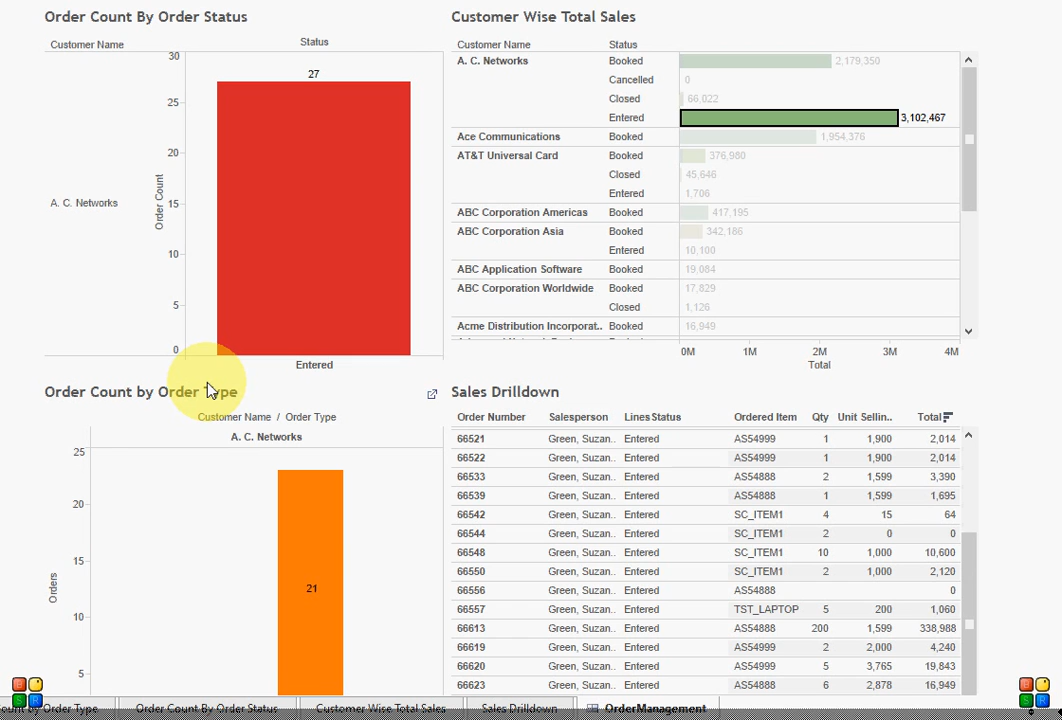 Order Count By Order Status
Customer Name
Status
30
27
25
20
15
10
5
0
Order Count
A. C. Networks
Entered
Customer Wise Total Sales
Customer Name Status
A. C. Networks Booked 2,179,350
Cancelled 0
Closed 66,022
Entered 3,102,467
Ace Communications Booked 1,954,376
AT&T Universal Card Booked 376,980
Closed 45,646
Entered 1,706
ABC Corporation Americas Booked 417,195
ABC Corporation Asia Booked 342,186
Entered 10,100
ABC Application Software Booked 19,084
ABC Corporation Worldwide Booked 17,829
Closed 1,126
Acme Distribution Incorporat.. Booked 16,949
0M 1M 2M 3M 4M
Total
Order Count by Order Type
Customer Name / Order Type
A. C. Networks
25
20
15
10
5
Orders
21
Sales Drilldown
Order Number Salesperson Lines Status Ordered Item Qty Unit Sellin.. Total
66521 Green, Suzan.. Entered AS54999 1 1,900 2,014
66522 Green, Suzan.. Entered AS54999 1 1,900 2,014
66533 Green, Suzan.. Entered AS54888 2 1,599 3,390
66539 Green, Suzan.. Entered AS54888 1 1,599 1,695
66542 Green, Suzan.. Entered SC_ITEM1 4 15 64
66544 Green, Suzan.. Entered SC_ITEM1 2 0 0
66548 Green, Suzan.. Entered SC_ITEM1 10 1,000 10,600
66550 Green, Suzan.. Entered SC_ITEM1 2 1,000 2,120
66556 Green, Suzan.. Entered AS54888 0
66557 Green, Suzan.. Entered TST_LAPTOP 5 200 1,060
66613 Green, Suzan.. Entered AS54888 200 1,599 338,988
66619 Green, Suzan.. Entered AS54999 2 2,000 4,240
66620 Green, Suzan.. Entered AS54999 5 3,765 19,843
66623 Green, Suzan.. Entered AS54888 6 2,878 16,949
by Order Type Order Count By Order Status Customer Wise Total Sales Sales Drilldown OrderManagement